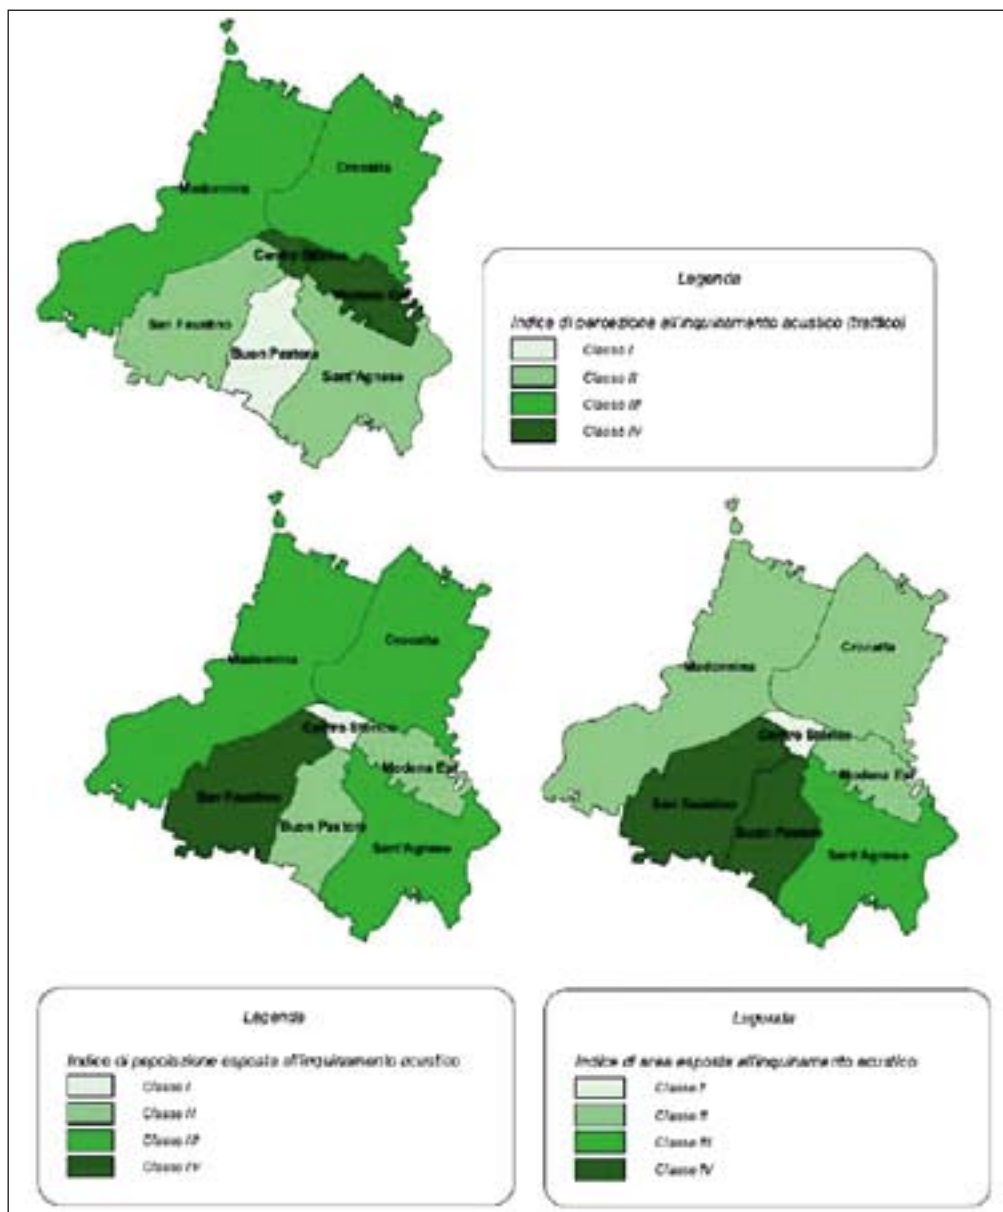 Crocetta
Madonnina
Centro Storico
Modena Est
San Faustino
Buon Pastore
Sant'Agnese
Legenda
Indice di percezione all'inquinamento acustico (traffico)
Classe I
Classe II
Classe III
Classe IV
Crocetta
Madonnina
Centro Storico
Modena Est
San Faustino
Buon Pastore
Sant'Agnese
Crocetta
Madonnina
Centro Storico
Modena Est
San Faustino
Buon Pastore
Sant'Agnese
Legenda
Indice di popolazione esposta all'inquinamento acustico
Classe I
Classe II
Classe III
Classe IV
Legenda
Indice di area esposta all'inquinamento acustico
Classe I
Classe II
Classe III
Classe IV